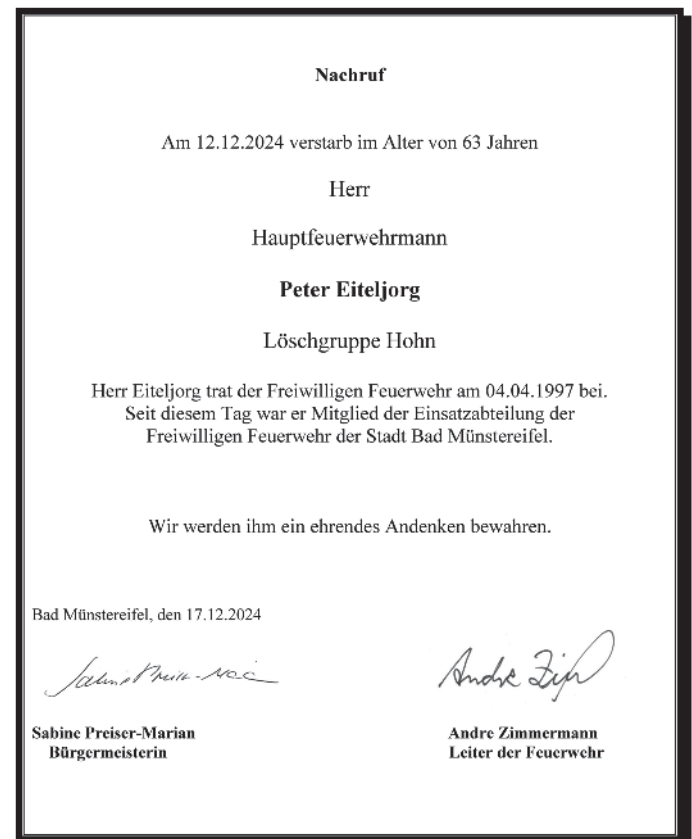 Nachruf
Am 12.12.2024 verstarb im Alter von 63 Jahren
Herr
Hauptfeuerwehrmann
Peter Eiteljorg
Löschgruppe Hohn
Herr Eiteljorg trat der Freiwilligen Feuerwehr am 04.04.1997 bei.
Seit diesem Tag war er Mitglied der Einsatzabteilung der
Freiwilligen Feuerwehr der Stadt Bad Münstereifel.
Wir werden ihm ein ehrendes Andenken bewahren.
Bad Münstereifel, den 17.12.2024
Sabine Preiser-Marian
Bürgermeisterin
Andre Zimmermann
Leiter der Feuerwehr